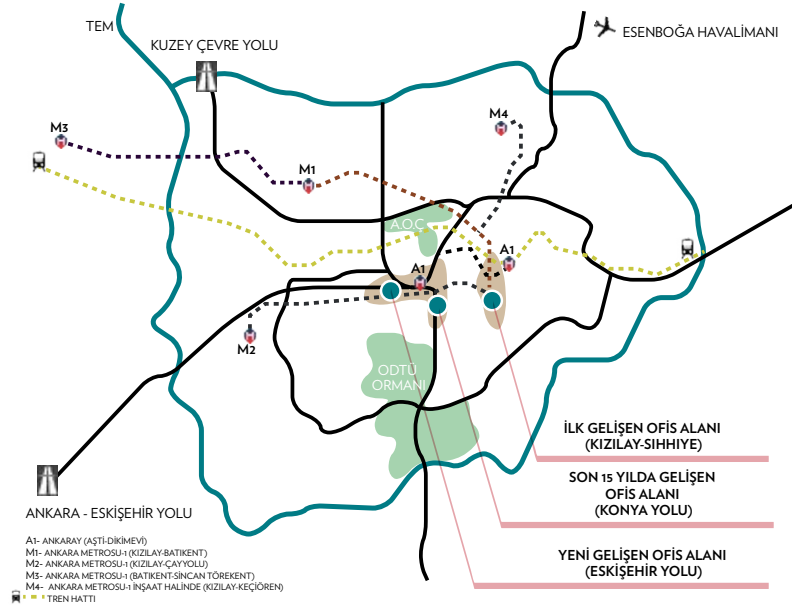 TEM
KUZEY ÇEVRE YOLU
ESENBOĞA HAVALİMANI
M3
M4
M1
A.O.Ç
A1
A1
M2
ODTÜ
ORMANI
İLK GELİŞEN OFİS ALANI
(KIZILAY-SIHHIYE)
SON 15 YILDA GELİŞEN
OFİS ALANI
(KONYA YOLU)
YENİ GELİŞEN OFİS ALANI
(ESKİŞEHİR YOLU)
ANKARA - ESKİŞEHİR YOLU
A1- ANKARAY (AŞTİ-DİKİMEVİ)
M1- ANKARA METROSU-1 (KIZILAY-BATIKENT)
M2- ANKARA METROSU-1 (KIZILAY-ÇAYYOLU)
M3- ANKARA METROSU-1 (BATIKENT-SİNCAN TÖREKENT)
M4- ANKARA METROSU-1 İNŞAAT HALİNDE (KIZILAY-KEÇİÖREN)
TREN HATTI